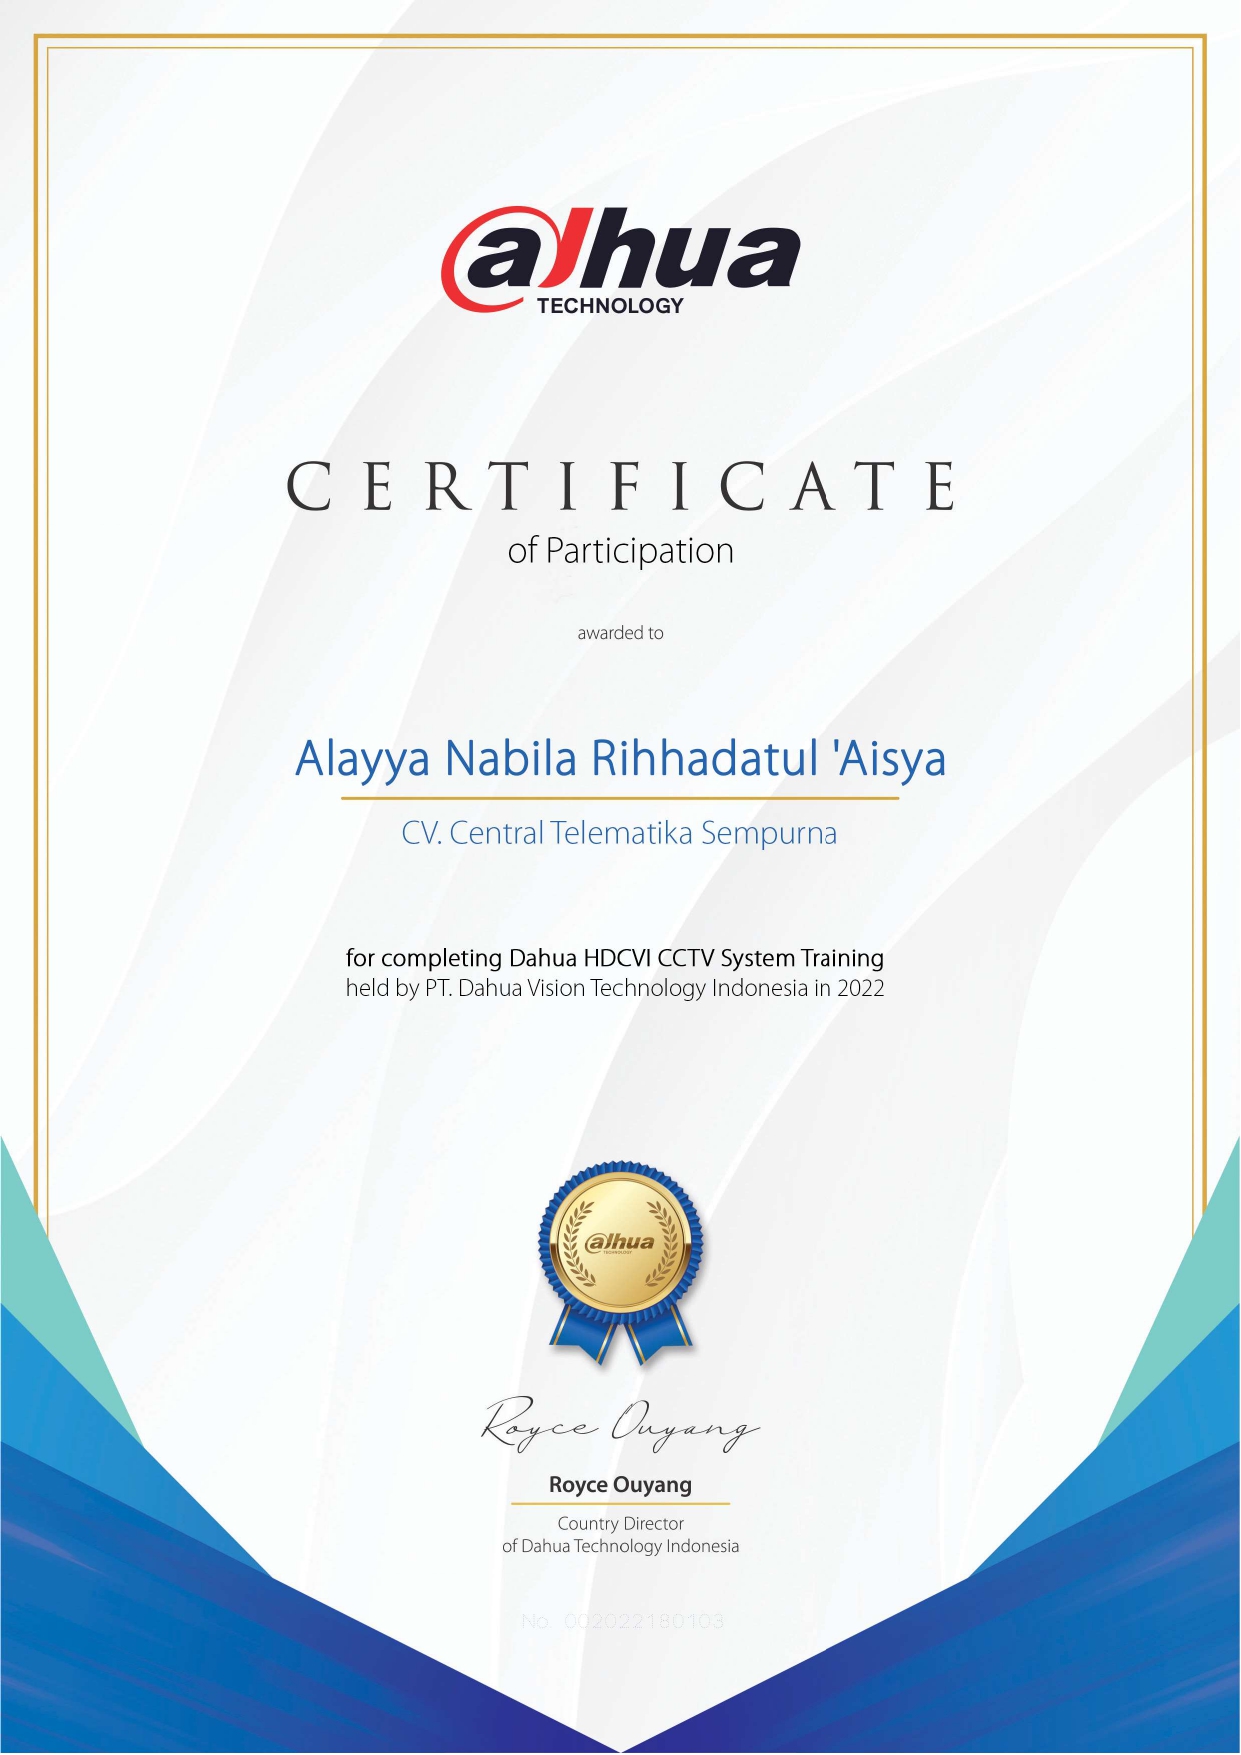 alhua
TECHNOLOGY
CERTIFICATE
of Participation
awarded to
Alayya Nabila Rihhadatul 'Aisya
CV. Central Telematika Sempurna
for completing Dahua HDCVI CCTV System Training
held by PT. Dahua Vision Technology Indonesia in 2022
alhua
TECHNOLOGY
Royce Ouyang
Royce Ouyang
Country Director
of Dahua Technology Indonesia
No. 002022180103